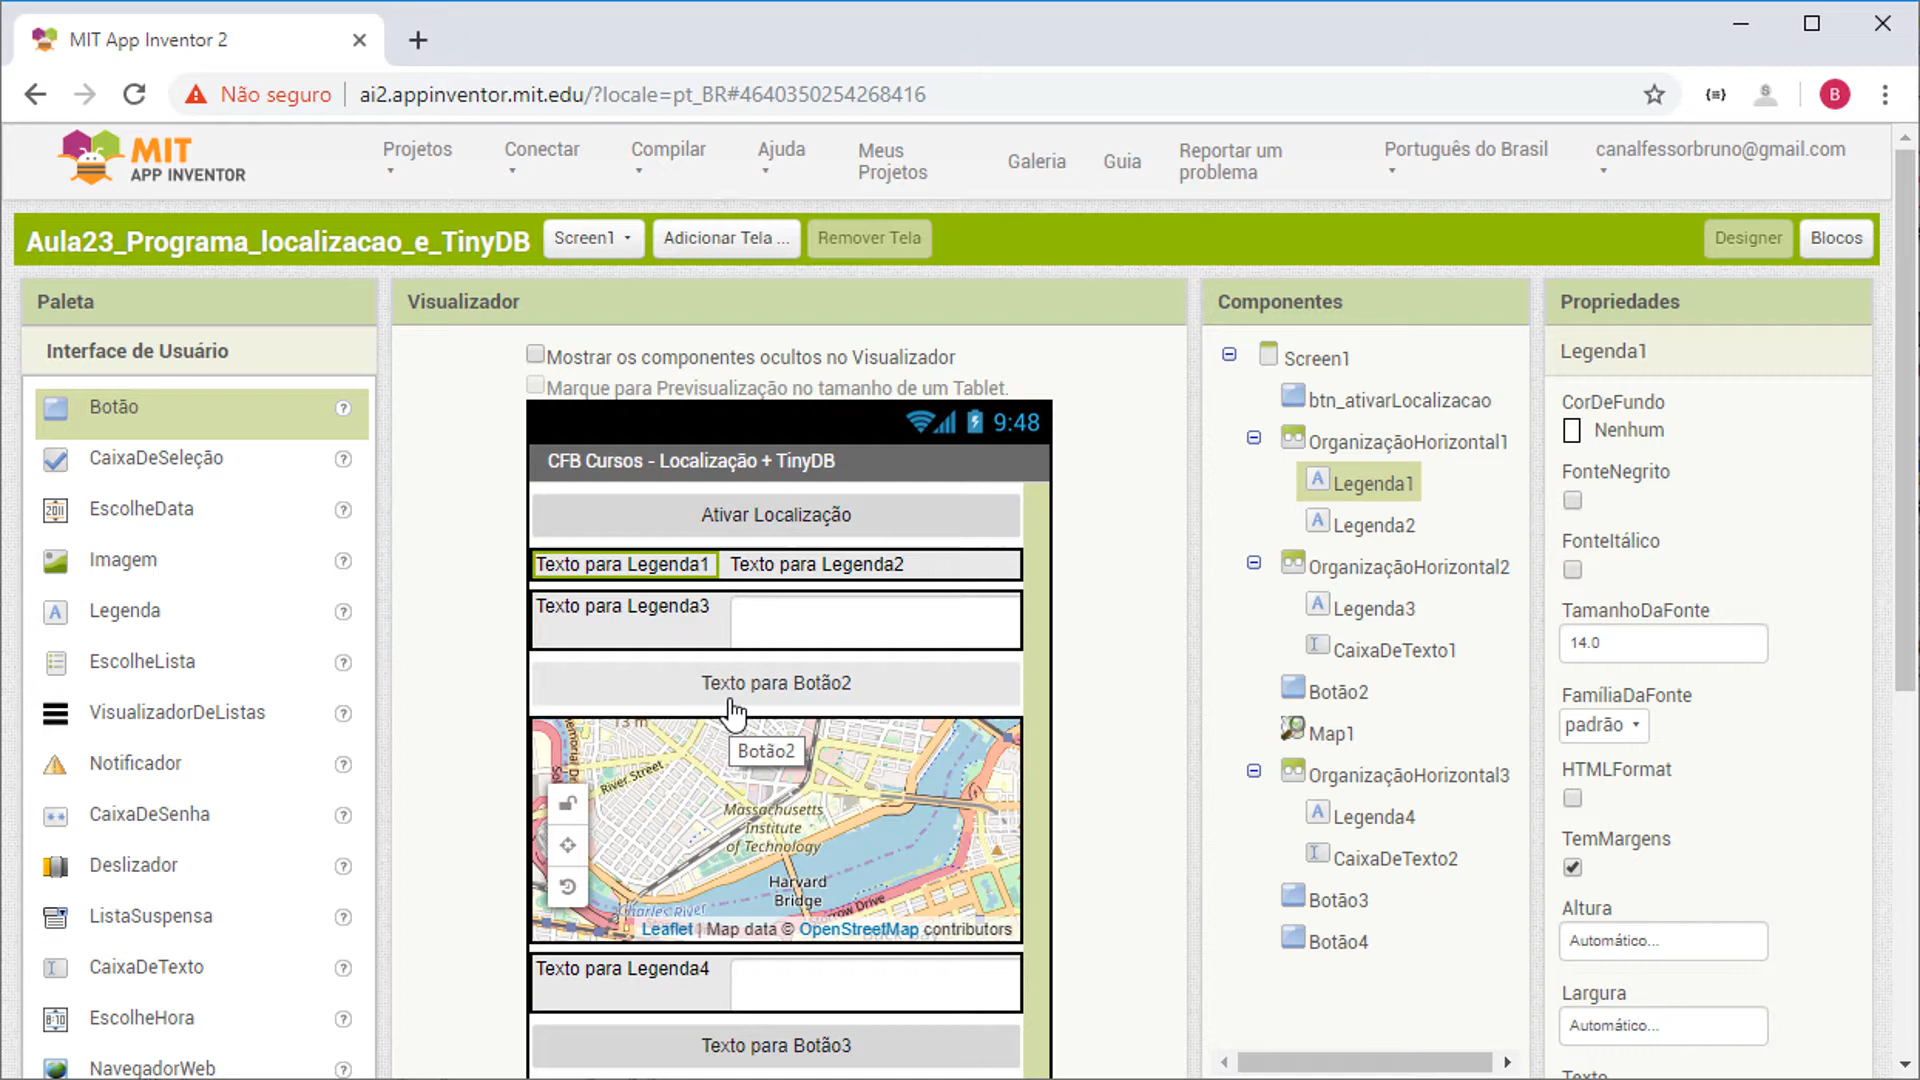 MIT App Inventor 2
Não seguro
ai2.appinventor.mit.edu/?locale=pt_BR#4640350254268416
B
MIT
APP INVENTOR
Projetos
Conectar
Compilar
Ajuda
Meus
Projetos
Galeria
Guia
Reportar um
problema
Português do Brasil
canalfessorbruno@gmail.com
Aula23_Programa_localizacao_e_TinyDB
Screen1
Adicionar Tela ...
Remover Tela
Designer
Blocos
Paleta
Interface de Usuário
Botão
CaixaDeSeleção
EscolheData
Imagem
Legenda
EscolheLista
VisualizadorDeListas
Notificador
CaixaDeSenha
Deslizador
ListaSuspensa
CaixaDeTexto
EscolheHora
NavegadorWeb
Visualizador
Mostrar os componentes ocultos no Visualizador
Marque para Previsualização no tamanho de um Tablet.
9:48
CFB Cursos - Localização + TinyDB
Ativar Localização
Texto para Legenda1
Texto para Legenda2
Texto para Legenda3
Texto para Botão2
Botão2
13 m
River Street
Massachusetts
Institute
of Technology
Harvard
Bridge
Charles River
Leaflet | Map data © OpenStreetMap contributors
Texto para Legenda4
Texto para Botão3
Componentes
Screen1
btn_ativarLocalizacao
OrganizaçãoHorizontal1
Legenda1
Legenda2
OrganizaçãoHorizontal2
Legenda3
CaixaDeTexto1
Botão2
Map1
OrganizaçãoHorizontal3
Legenda4
CaixaDeTexto2
Botão3
Botão4
Propriedades
Legenda1
CorDeFundo
Nenhum
FonteNegrito
FonteItálico
TamanhoDaFonte
14.0
FamíliaDaFonte
padrão
HTMLFormat
TemMargens
Altura
Automático...
Largura
Automático...
Texto